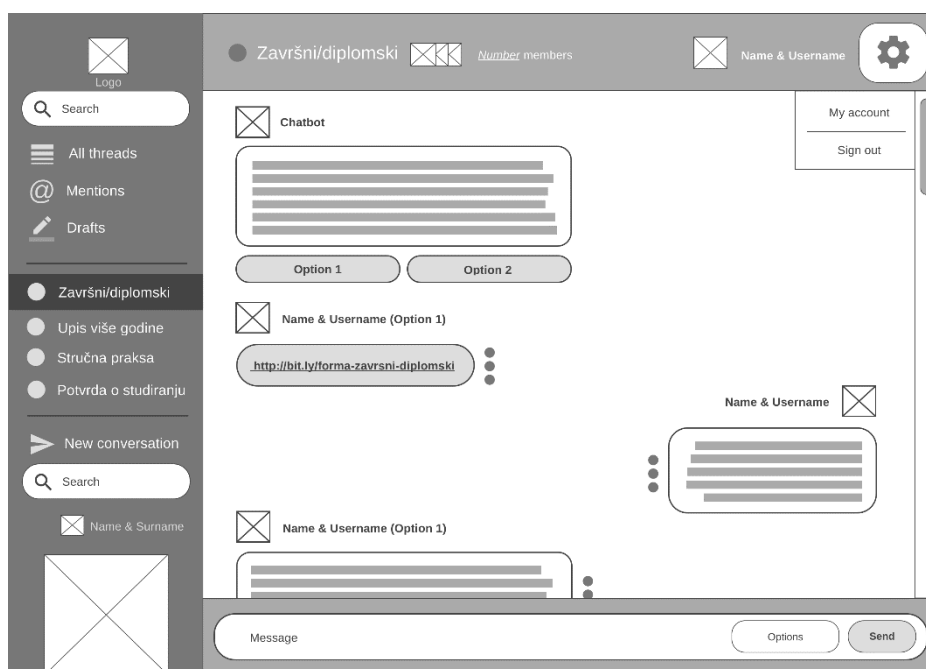 Logo
Search
All threads
@ Mentions
Drafts
Završni/diplomski
Upis više godine
Stručna praksa
Potvrda o studiranju
New conversation
Search
Name & Surname
Završni/diplomski
Number members
Name & Username
My account
Sign out
Chatbot
Option 1
Option 2
Name & Username (Option 1)
http://bit.ly/forma-zavrsni-diplomski
Name & Username
Name & Username (Option 1)
Message
Options
Send